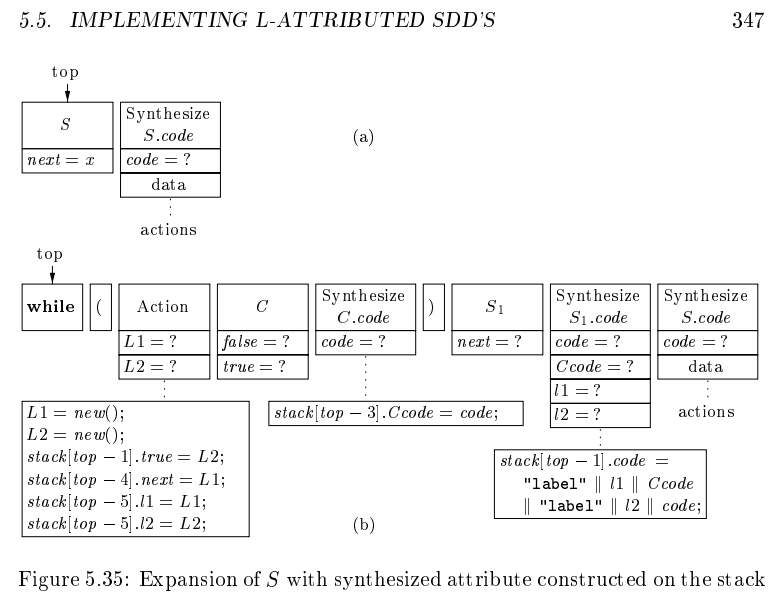 5.5. IMPLEMENTING L-ATTRIBUTED SDD'S 347
top
S
next = x
Synthesize
S.code
code = ?
data
actions
(a)
top
while
(
Action
L1 = ?
L2 = ?
C
false = ?
true = ?
Synthesize
C.code
code = ?
)
S1
next = ?
Synthesize
S1.code
code = ?
Ccode = ?
l1 = ?
l2 = ?
Synthesize
S.code
code = ?
data
actions
L1 = new();
L2 = new();
stack[top − 1].true = L2;
stack[top − 4].next = L1;
stack[top − 5].l1 = L1;
stack[top − 5].l2 = L2;
stack[top − 3].Ccode = code;
stack[top − 1].code =
"label" ∥ l1 ∥ Ccode
∥ "label" ∥ l2 ∥ code;
(b)
Figure 5.35: Expansion of S with synthesized attribute constructed on the stack